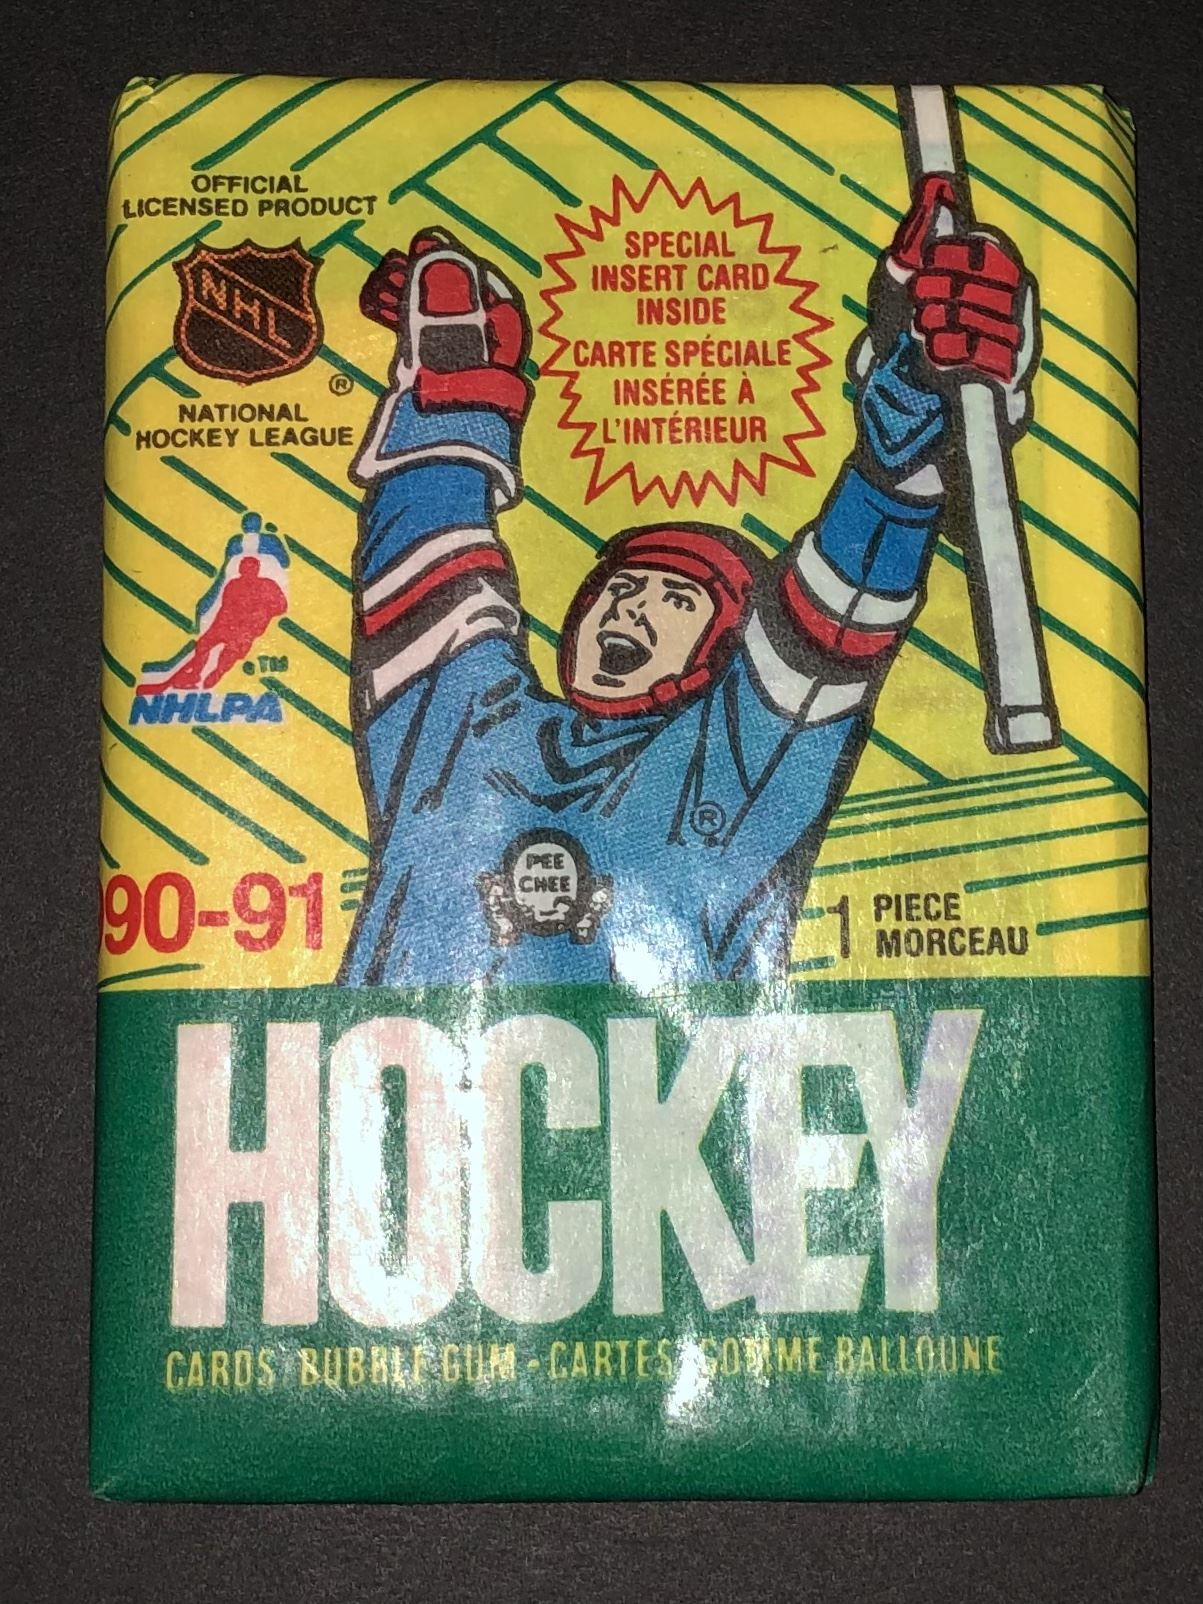 OFFICIAL
LICENSED PRODUCT
NHL
®
NATIONAL
HOCKEY LEAGUE
SPECIAL
INSERT CARD
INSIDE
CARTE SPÉCIALE
INSÉRÉE À
L'INTÉRIEUR
TM
NHLPA
®
PEE
CHEE
90-91
1 PIECE
MORCEAU
HOCKEY
CARDS, BUBBLE GUM - CARTES, GOMME BALLOUNE